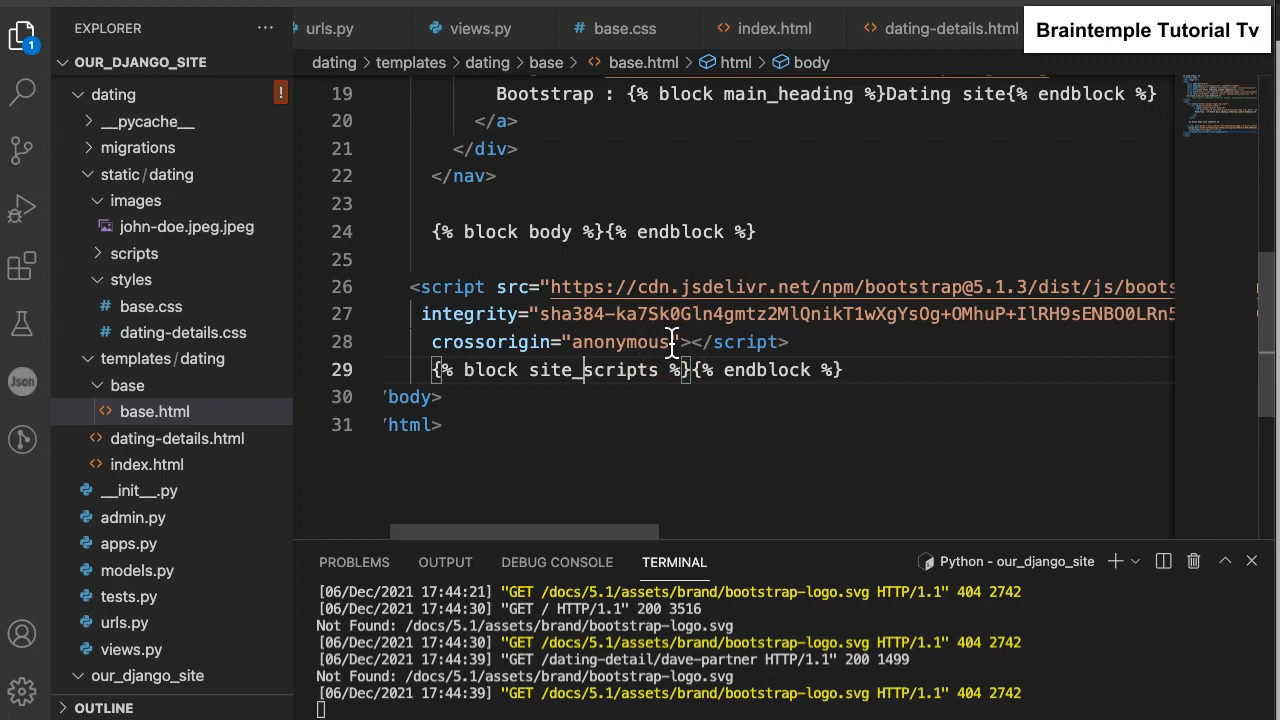 EXPLORER
urls.py
views.py
base.css
index.html
dating-details.html
Braintemple Tutorial Tv
1
OUR_DJANGO_SITE
dating > templates > dating > base > base.html > html > body
dating
!
__pycache__
migrations
static/dating
images
john-doe.jpeg.jpeg
scripts
styles
base.css
dating-details.css
templates/dating
base
base.html
dating-details.html
index.html
__init__.py
admin.py
apps.py
models.py
tests.py
urls.py
views.py
our_django_site
OUTLINE
Json
19 Bootstrap : {% block main_heading %}Dating site{% endblock %}
20 </a>
21 </div>
22 </nav>
23
24 {% block body %}{% endblock %}
25
26 <script src="https://cdn.jsdelivr.net/npm/bootstrap@5.1.3/dist/js/boots
27 integrity="sha384-ka7Sk0Gln4gmtz2MlQnikT1wXgYsOg+OMhuP+IlRH9sENBO0LRn5
28 crossorigin="anonymous"></script>
29 {% block site_scripts %}{% endblock %}
30 /body>
31 /html>
PROBLEMS OUTPUT DEBUG CONSOLE TERMINAL
Python - our_django_site
[06/Dec/2021 17:44:21] "GET /docs/5.1/assets/brand/bootstrap-logo.svg HTTP/1.1" 404 2742
[06/Dec/2021 17:44:30] "GET / HTTP/1.1" 200 3516
Not Found: /docs/5.1/assets/brand/bootstrap-logo.svg
[06/Dec/2021 17:44:30] "GET /docs/5.1/assets/brand/bootstrap-logo.svg HTTP/1.1" 404 2742
[06/Dec/2021 17:44:39] "GET /dating-detail/dave-partner HTTP/1.1" 200 1499
Not Found: /docs/5.1/assets/brand/bootstrap-logo.svg
[06/Dec/2021 17:44:39] "GET /docs/5.1/assets/brand/bootstrap-logo.svg HTTP/1.1" 404 2742